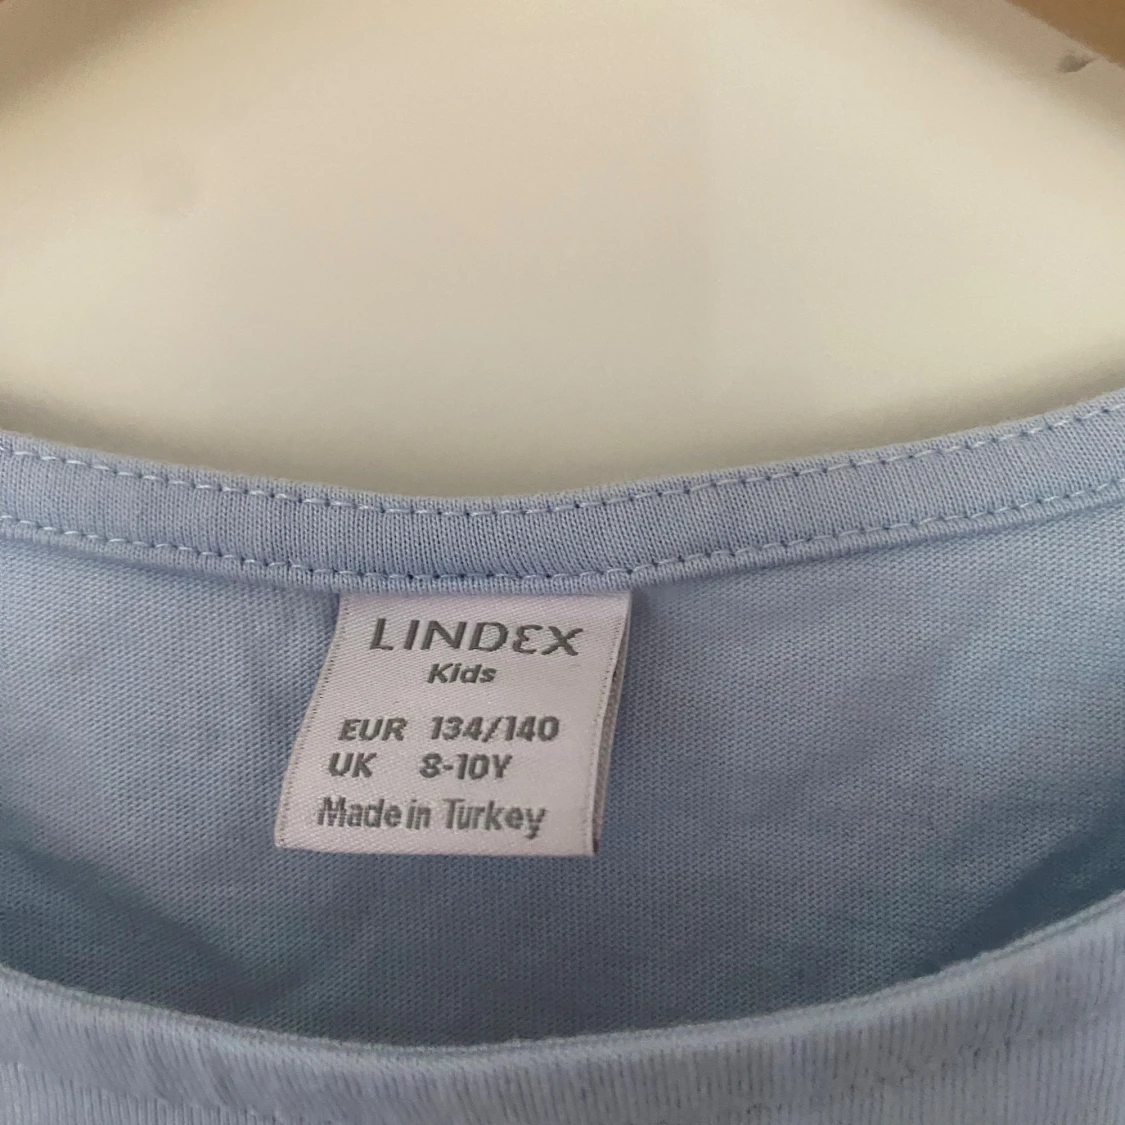 LINDEX
Kids
EUR 134/140
UK 8-10Y
Made in Turkey